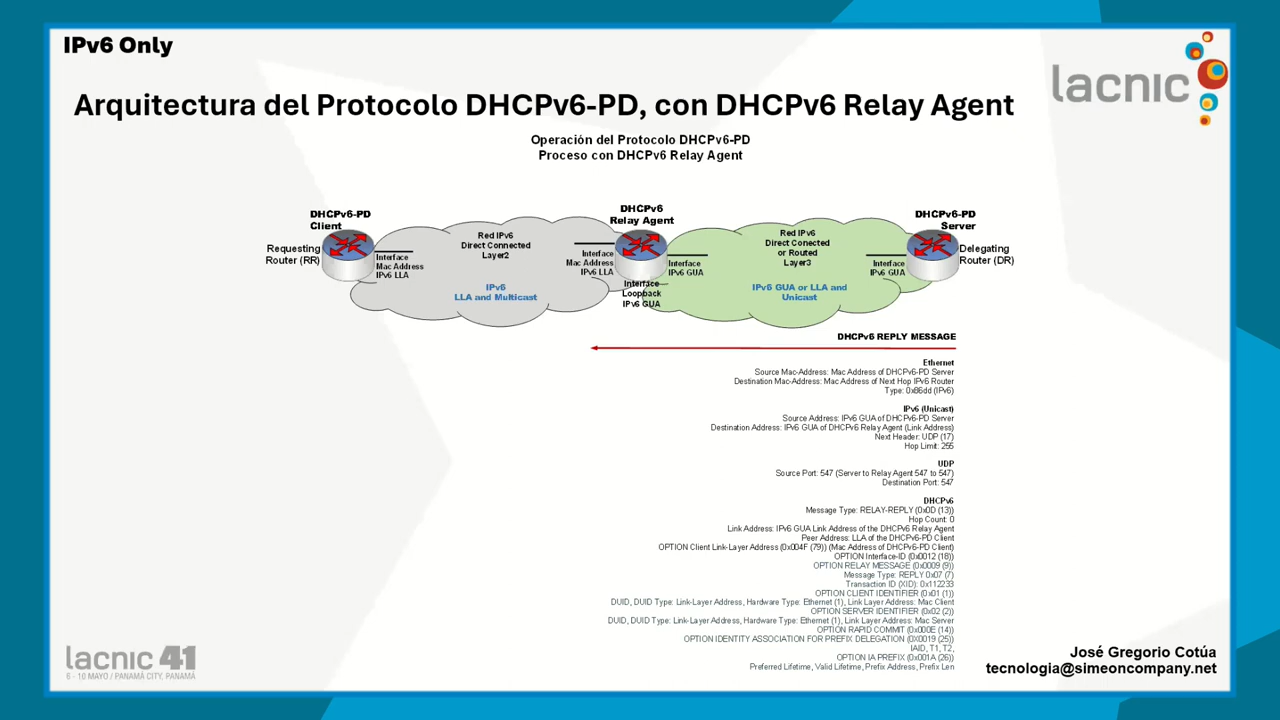 IPv6 Only
lacnic
Arquitectura del Protocolo DHCPv6-PD, con DHCPv6 Relay Agent
Operación del Protocolo DHCPv6-PD
Proceso con DHCPv6 Relay Agent
DHCPv6-PD
Client
Requesting
Router (RR)
Interface
Mac Address
IPv6 LLA
Red IPv6
Direct Connected
Layer2
IPv6
LLA and Multicast
Interface
Mac Address
IPv6 LLA
DHCPv6
Relay Agent
Interface
Loopback
IPv6 GUA
Interface
IPv6 GUA
Red IPv6
Direct Conected
or Routed
Layer3
IPv6 GUA or LLA and
Unicast
Interface
IPv6 GUA
DHCPv6-PD
Server
Delegating
Router (DR)
DHCPv6 REPLY MESSAGE
Ethernet
Source Mac-Address: Mac Address of DHCPv6-PD Server
Destination Mac-Address: Mac Address of Next Hop IPv6 Router
Type: 0x86dd (IPv6)
IPv6 (Unicast)
Source Address: IPv6 GUA of DHCPv6-PD Server
Destination Address: IPv6 GUA of DHCPv6 Relay Agent (Link Address)
Next Header: UDP (17)
Hop Limit: 255
UDP
Source Port: 547 (Server to Relay Agent 547 to 547)
Destination Port: 547
DHCPv6
Message Type: RELAY-REPLY (0x0D (13))
Hop Count: 0
Link Address: IPv6 GUA Link Address of the DHCPv6 Relay Agent
Peer Address: LLA of the DHCPv6-PD Client
OPTION Client Link-Layer Address (0x004F (79)) (Mac Address of DHCPv6-PD Client)
OPTION Interface-ID (0x0012 (18))
OPTION RELAY MESSAGE (0x0009 (9))
Message Type: REPLY 0x07 (7)
Transaction ID (XID): 0x112233
OPTION CLIENT IDENTIFIER (0x01 (1))
DUID, DUID Type: Link-Layer Address, Hardware Type: Ethernet (1), Link Layer Address: Mac Client
OPTION SERVER IDENTIFIER (0x02 (2))
DUID, DUID Type: Link-Layer Address, Hardware Type: Ethernet (1), Link Layer Address: Mac Server
OPTION RAPID COMMIT (0x000E (14))
OPTION IDENTITY ASSOCIATION FOR PREFIX DELEGATION (0X0019 (25))
IAID, T1, T2,
OPTION IA PREFIX (0x001A (26))
Preferred Lifetime, Valid Lifetime, Prefix Address, Prefix Len
lacnic 41
6 - 10 MAYO / PANAMÁ CITY, PANAMÁ
José Gregorio Cotúa
tecnologia@simeoncompany.net